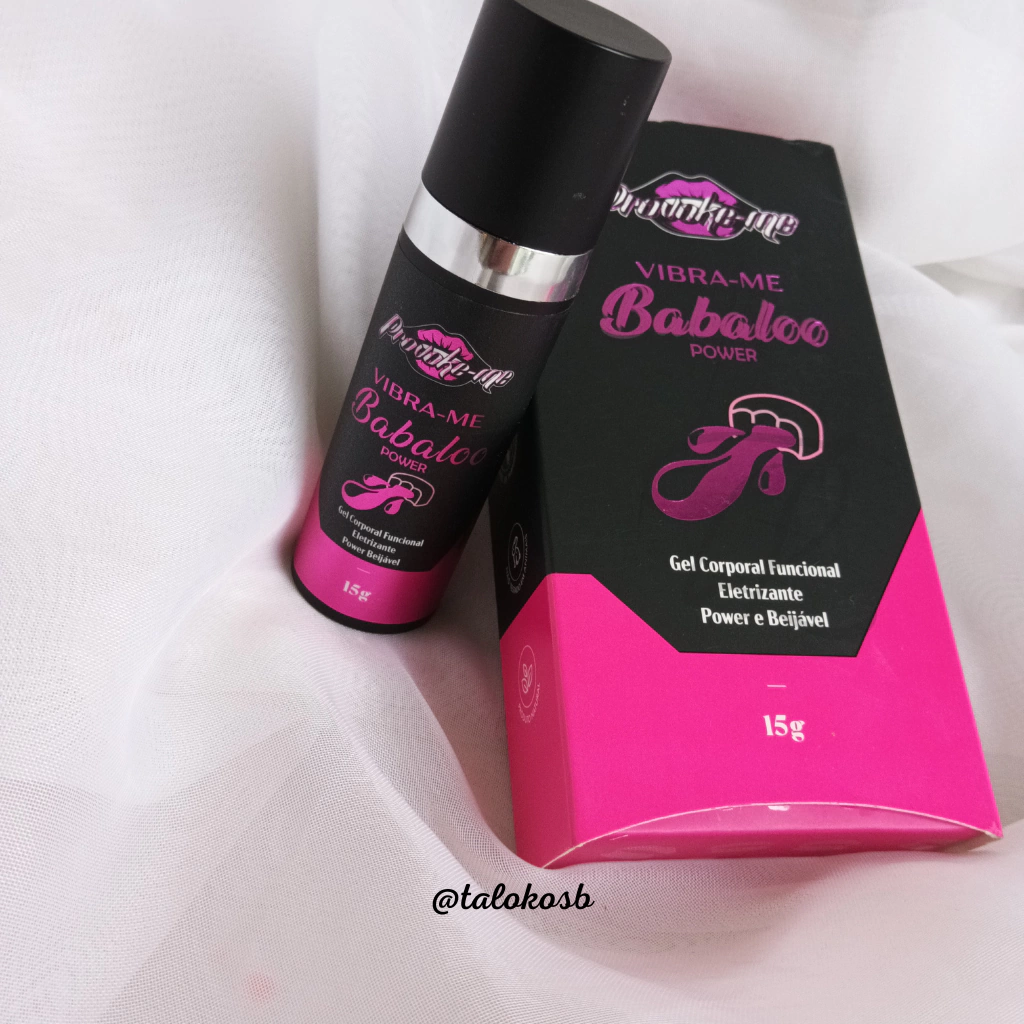 Provoke-me
VIBRA-ME
Babaloo
POWER
Gel Corporal Funcional
Eletrizante
Power Beijável
15g
Provoke-me
VIBRA-ME
Babaloo
POWER
Gel Corporal Funcional
Eletrizante
Power e Beijável
15g
@talokosb